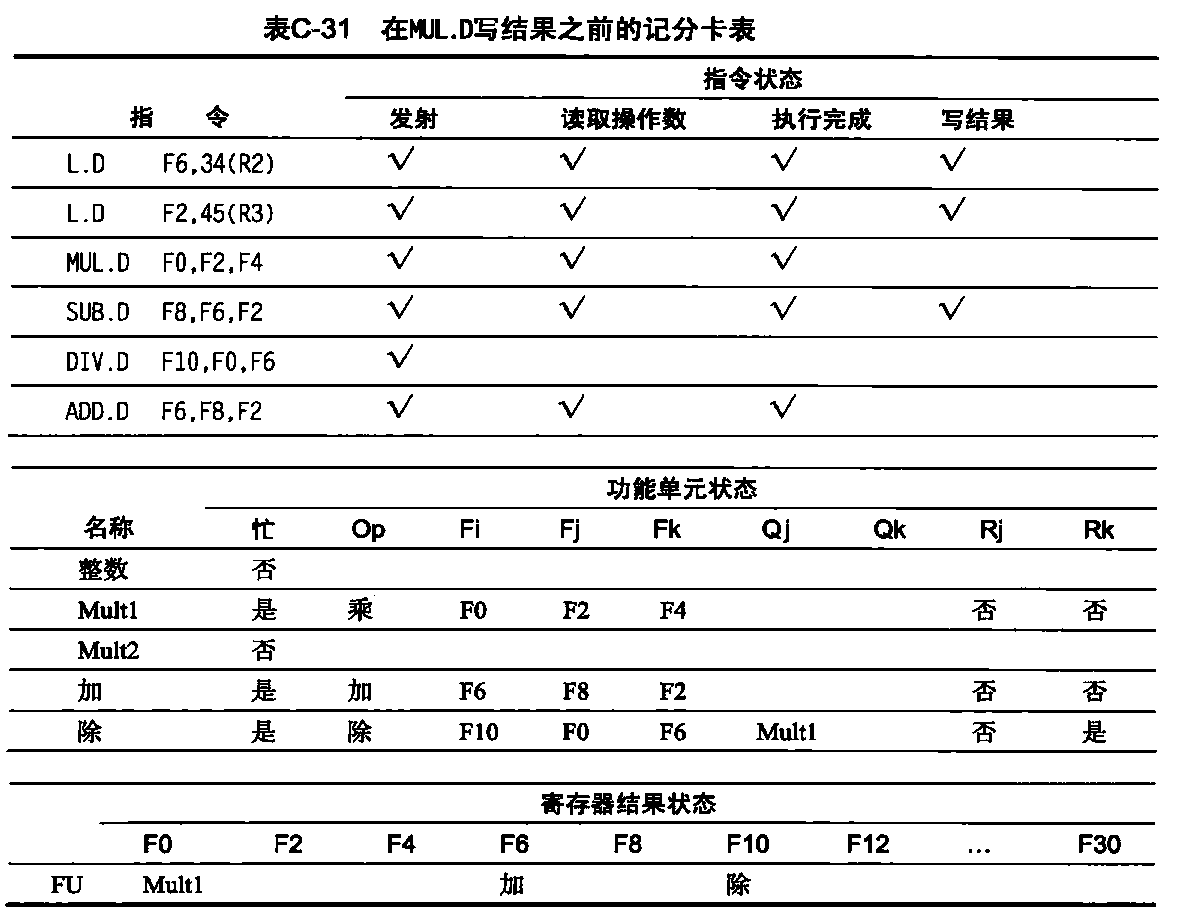 表C-31 在MUL.D写结果之前的记分卡表
指令状态
指 令 发射 读取操作数 执行完成 写结果
L.D F6,34(R2) √ √ √ √
L.D F2,45(R3) √ √ √ √
MUL.D F0,F2,F4 √ √ √
SUB.D F8,F6,F2 √ √ √ √
DIV.D F10,F0,F6 √
ADD.D F6,F8,F2 √ √ √
功能单元状态
名称 忙 Op Fi Fj Fk Qj Qk Rj Rk
整数 否
Mult1 是 乘 F0 F2 F4 否 否
Mult2 否
加 是 加 F6 F8 F2 否 否
除 是 除 F10 F0 F6 Mult1 否 是
寄存器结果状态
F0 F2 F4 F6 F8 F10 F12 … F30
FU Mult1 加 除